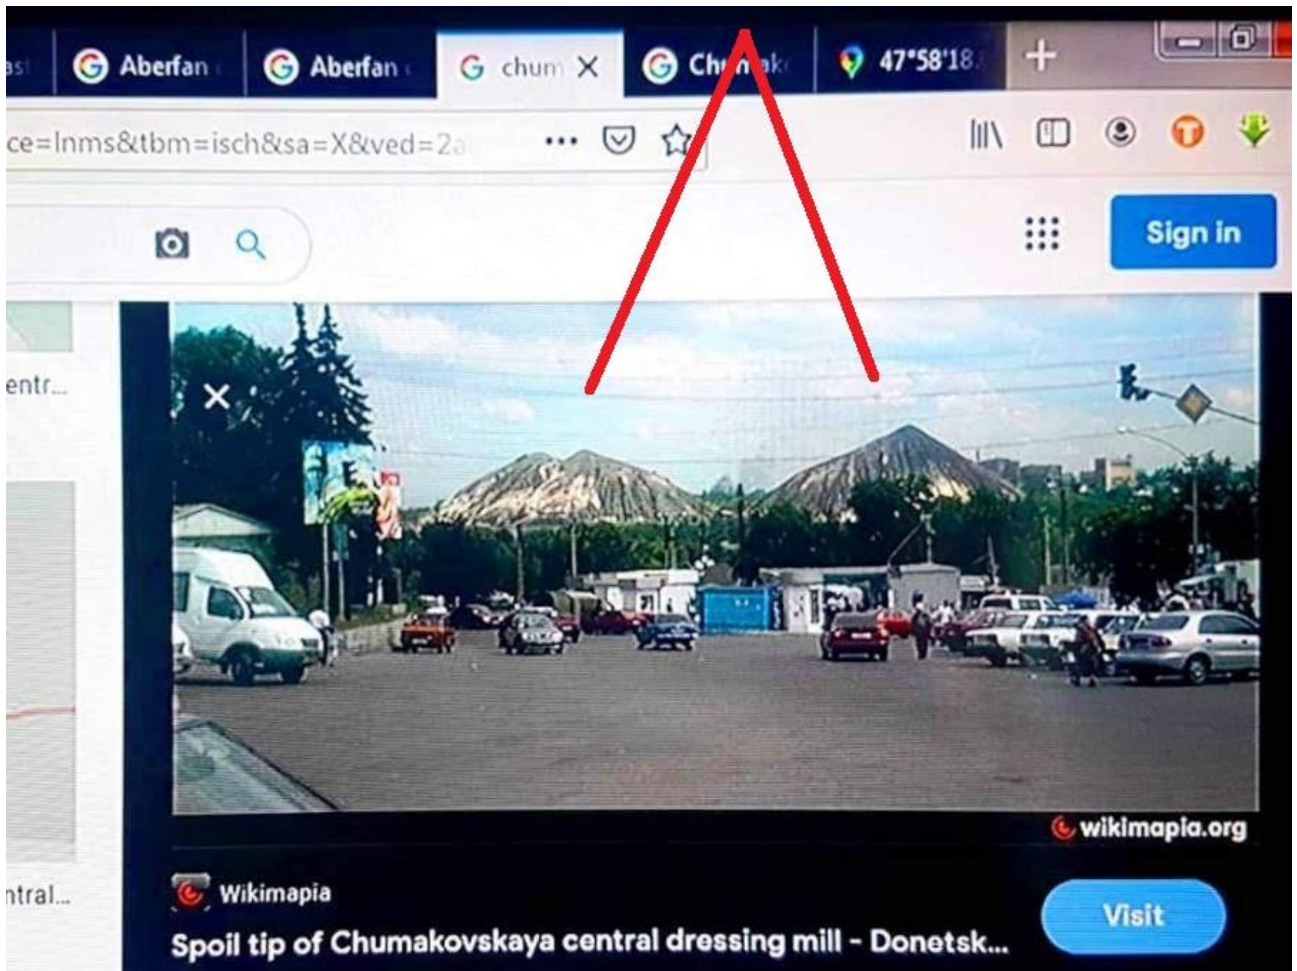 Aberfan
Aberfan
chum
47°58'18.
ce=lnms&tbm=isch&sa=X&ved=2a
Sign in
entr...
wikimapia.org
ntral...
Wikimapia
Spoil tip of Chumakovskaya central dressing mill - Donetsk...
Visit